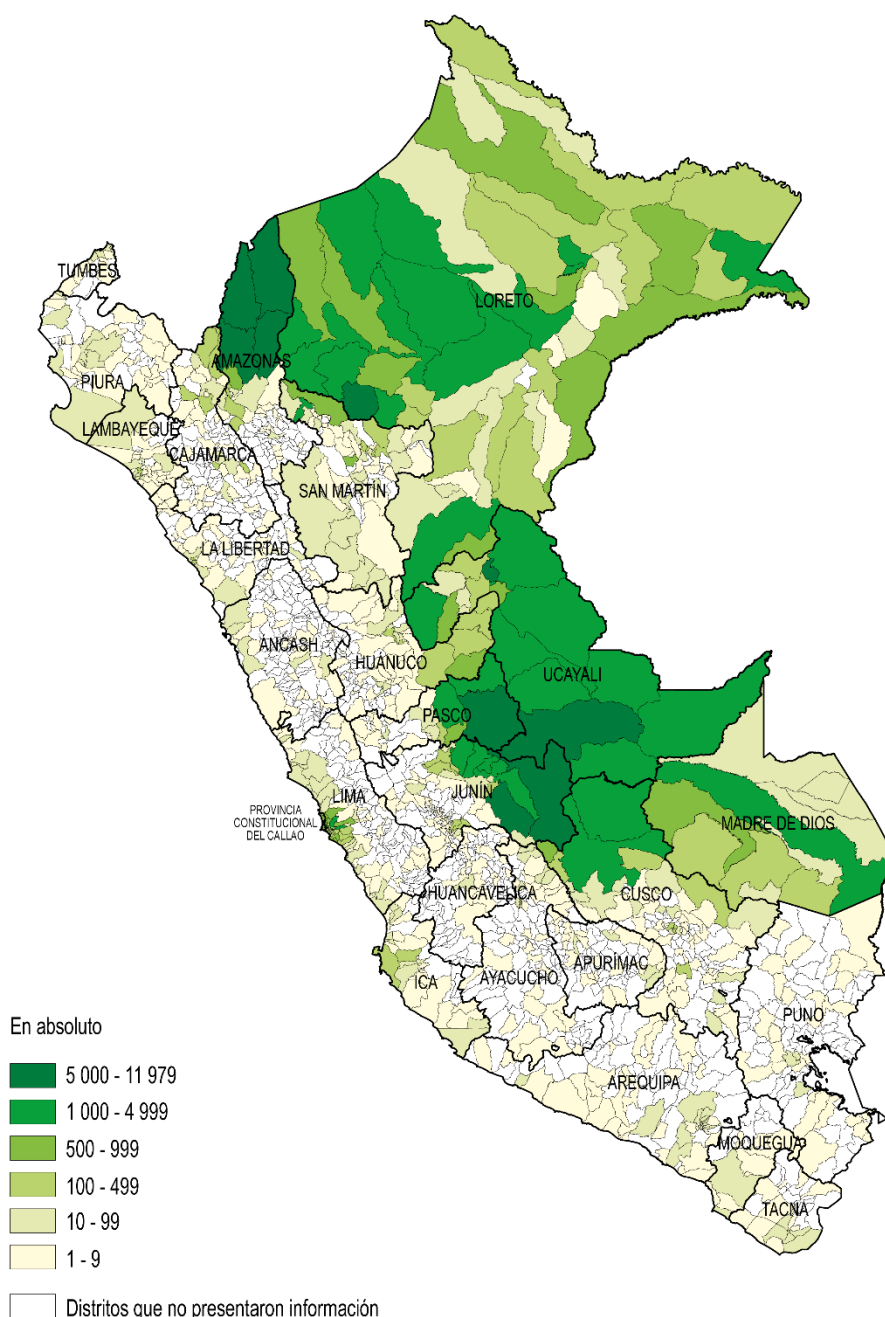 TUMBES
LORETO
AMAZONAS
PIURA
LAMBAYEQUE
CAJAMARCA
SAN MARTÍN
LA LIBERTAD
ANCASH
HUÁNUCO
UCAYALI
PASCO
JUNÍN
LIMA
PROVINCIA
CONSTITUCIONAL
DEL CALLAO
MADRE DE DIOS
HUANCAVELICA
CUSCO
ICA
AYACUCHO
APURÍMAC
PUNO
AREQUIPA
MOQUEGUA
TACNA
En absoluto
5 000 - 11 979
1 000 - 4 999
500 - 999
100 - 499
10 - 99
1 - 9
Distritos que no presentaron información